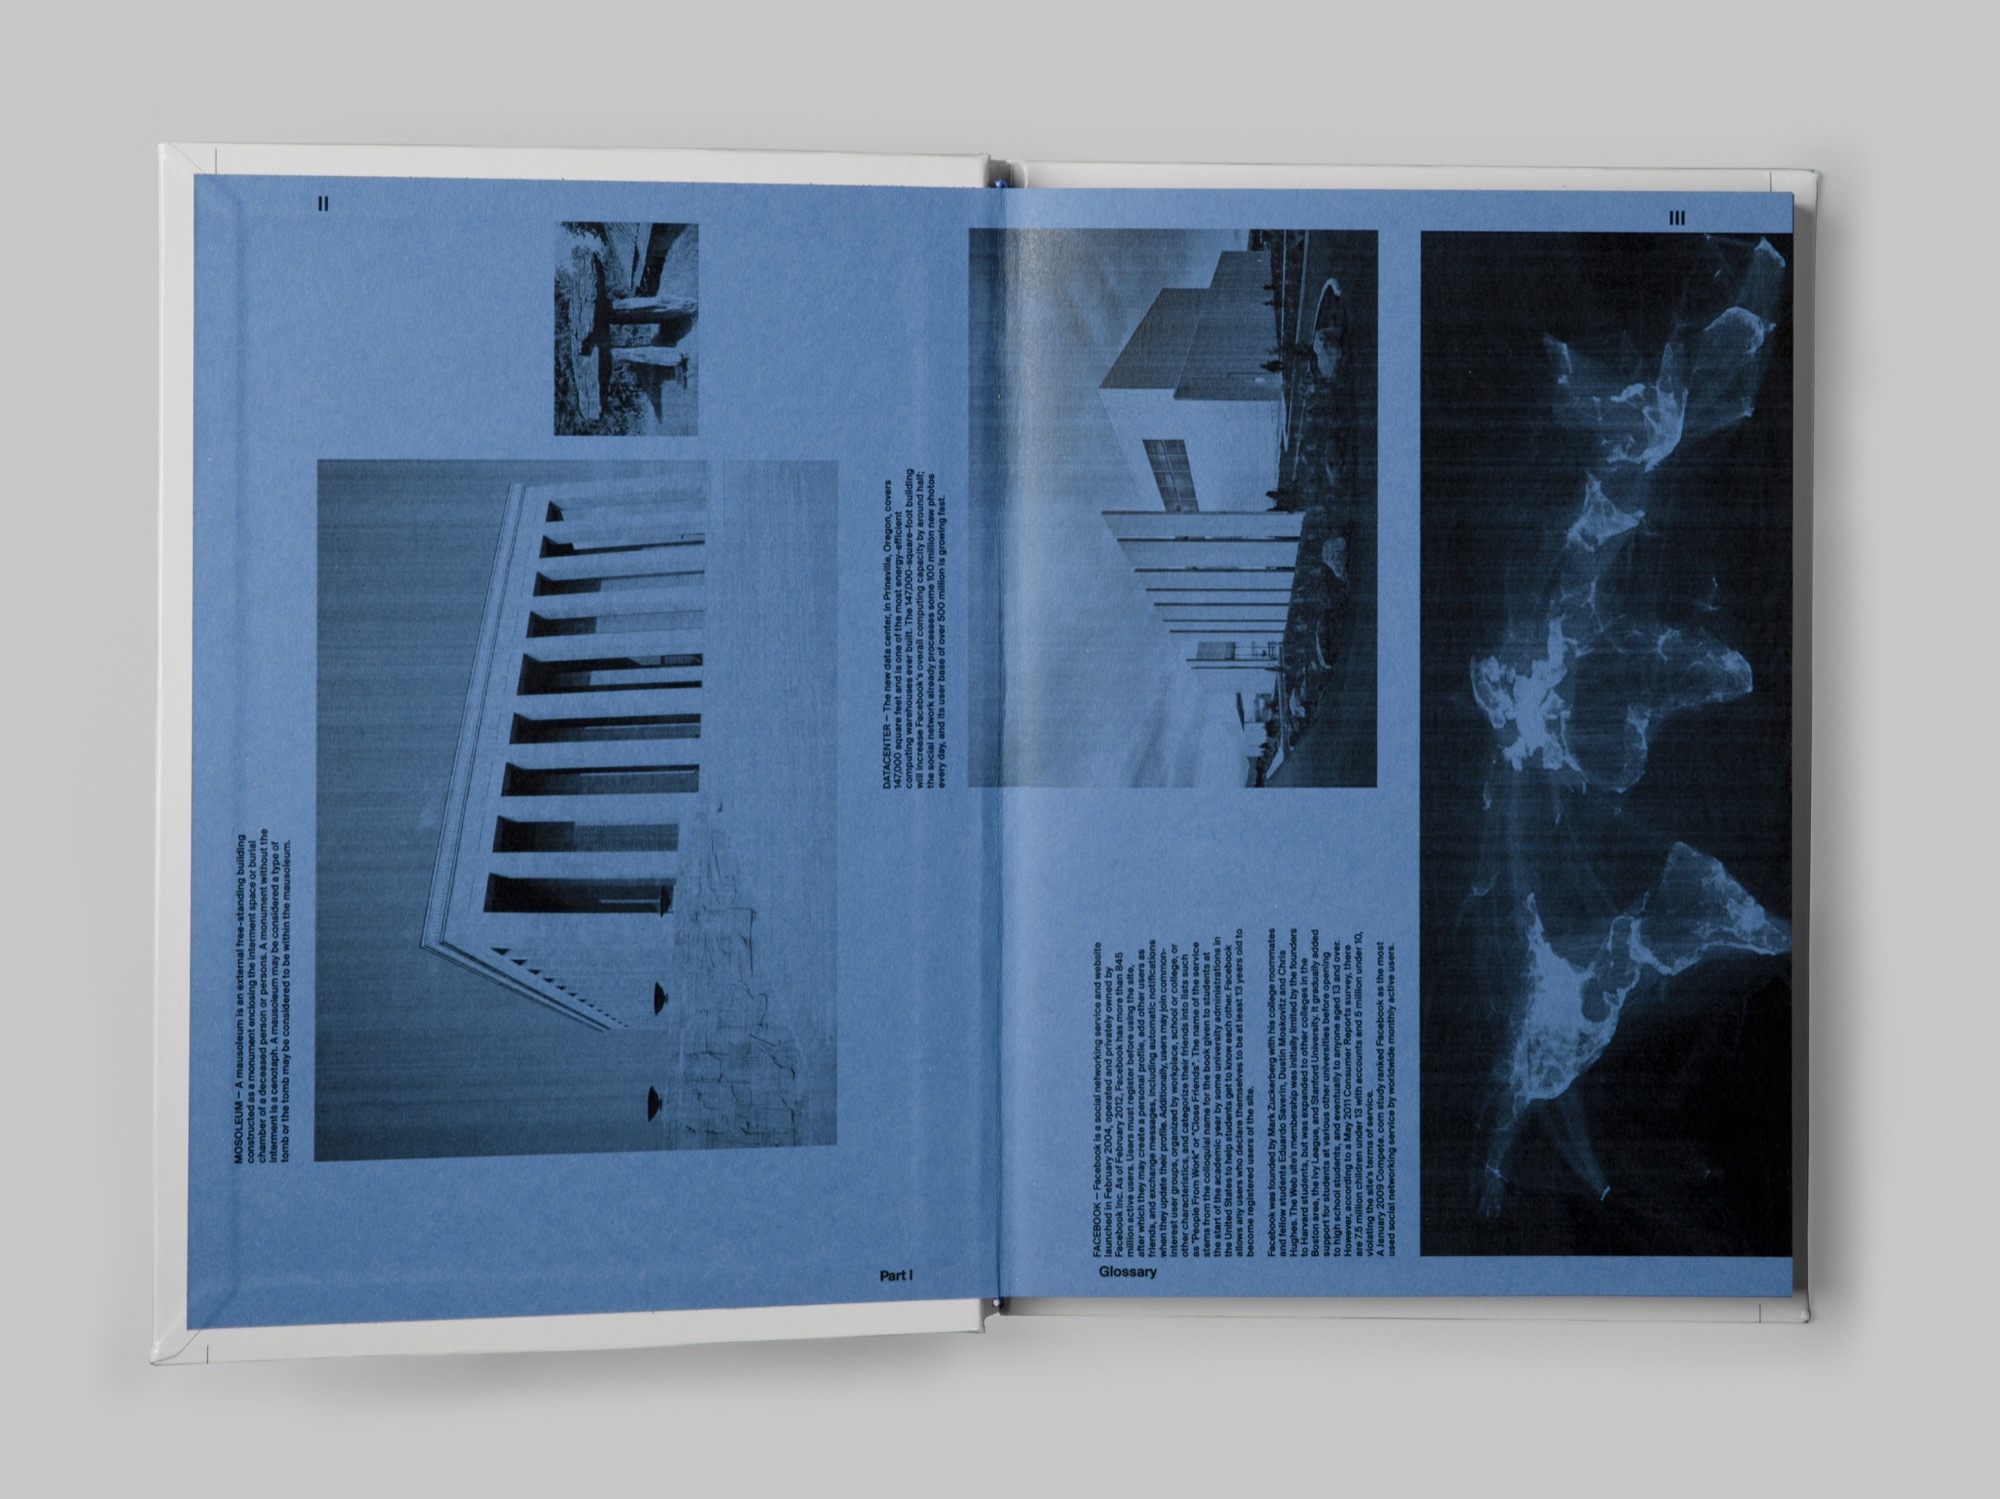 II
MOSOLEUM — A mausoleum is an external free-standing building
constructed as a monument enclosing the interment space or burial
chamber of a deceased person or persons. A monument without the
interment is a cenotaph. A mausoleum may be considered a type of
tomb or the tomb may be considered to be within the mausoleum.
DATACENTER — The new data center, in Prineville, Oregon, covers
147,000 square feet and is one of the most energy-efficient
computing warehouses ever built. The 147,000-square-foot building
will increase Facebook's overall computing capacity by around half;
the social network already processes some 100 million new photos
every day, and its user base of over 500 million is growing fast.
Part I
III
FACEBOOK — Facebook is a social networking service and website
launched in February 2004, operated and privately owned by
Facebook Inc. As of February 2012, Facebook has more than 845
million active users. Users must register before using the site,
after which they may create a personal profile, add other users as
friends, and exchange messages, including automatic notifications
when they update their profile. Additionally, users may join common-
interest user groups, organized by workplace, school or college, or
other characteristics, and categorize their friends into lists such
as "People From Work" or "Close Friends". The name of the service
stems from the colloquial name for the book given to students at
the start of the academic year by some university administrations in
the United States to help students get to know each other. Facebook
allows any users who declare themselves to be at least 13 years old to
become registered users of the site.
Facebook was founded by Mark Zuckerberg with his college roommates
and fellow students Eduardo Saverin, Dustin Moskovitz and Chris
Hughes. The Web site's membership was initially limited by the founders
to Harvard students, but was expanded to other colleges in the
Boston area, the Ivy League, and Stanford University. It gradually added
support for students at various other universities before opening
to high school students, and eventually to anyone aged 13 and over.
However, according to a May 2011 Consumer Reports survey, there
are 7.5 million children under 13 with accounts and 5 million under 10,
violating the site's terms of service.
A January 2009 Compete. com study ranked Facebook as the most
used social networking service by worldwide monthly active users.
Glossary